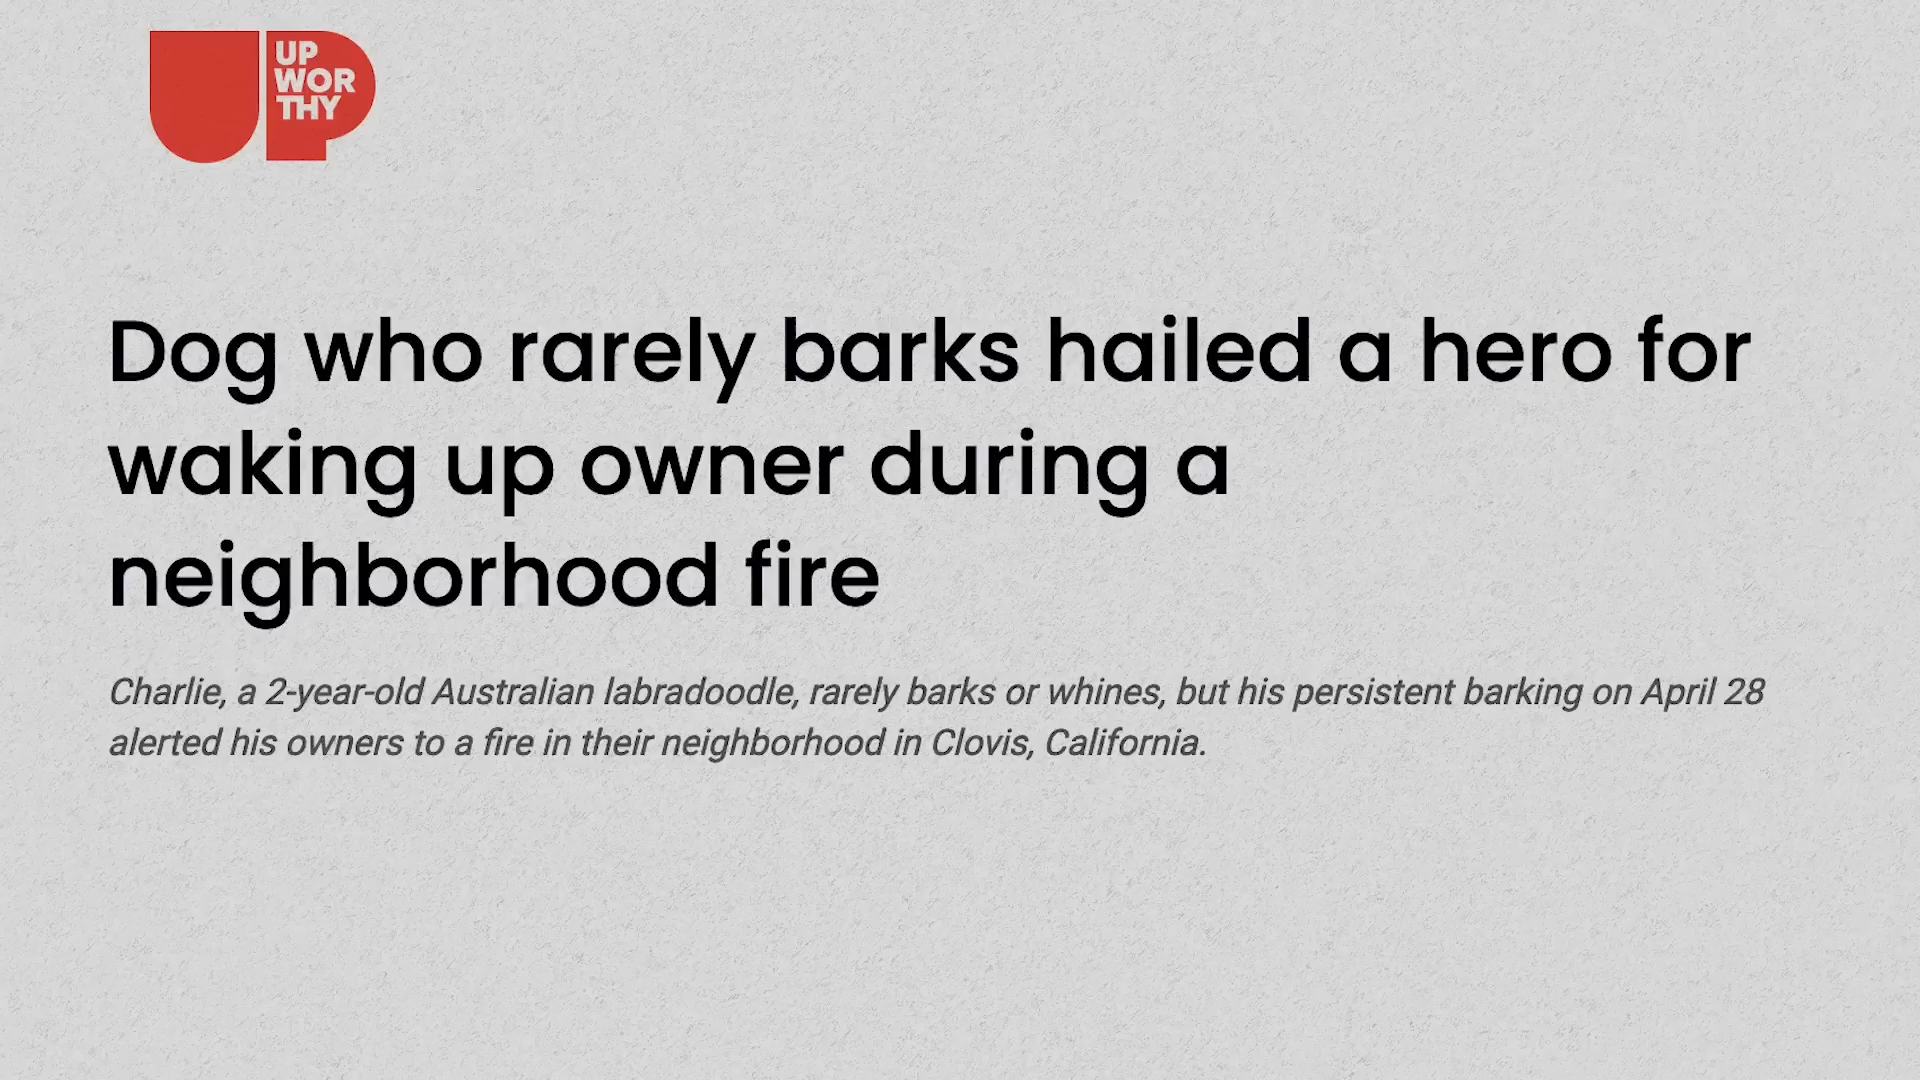 UP
WOR
THY
Dog who rarely barks hailed a hero for
waking up owner during a
neighborhood fire
Charlie, a 2-year-old Australian labradoodle, rarely barks or whines, but his persistent barking on April 28
alerted his owners to a fire in their neighborhood in Clovis, California.